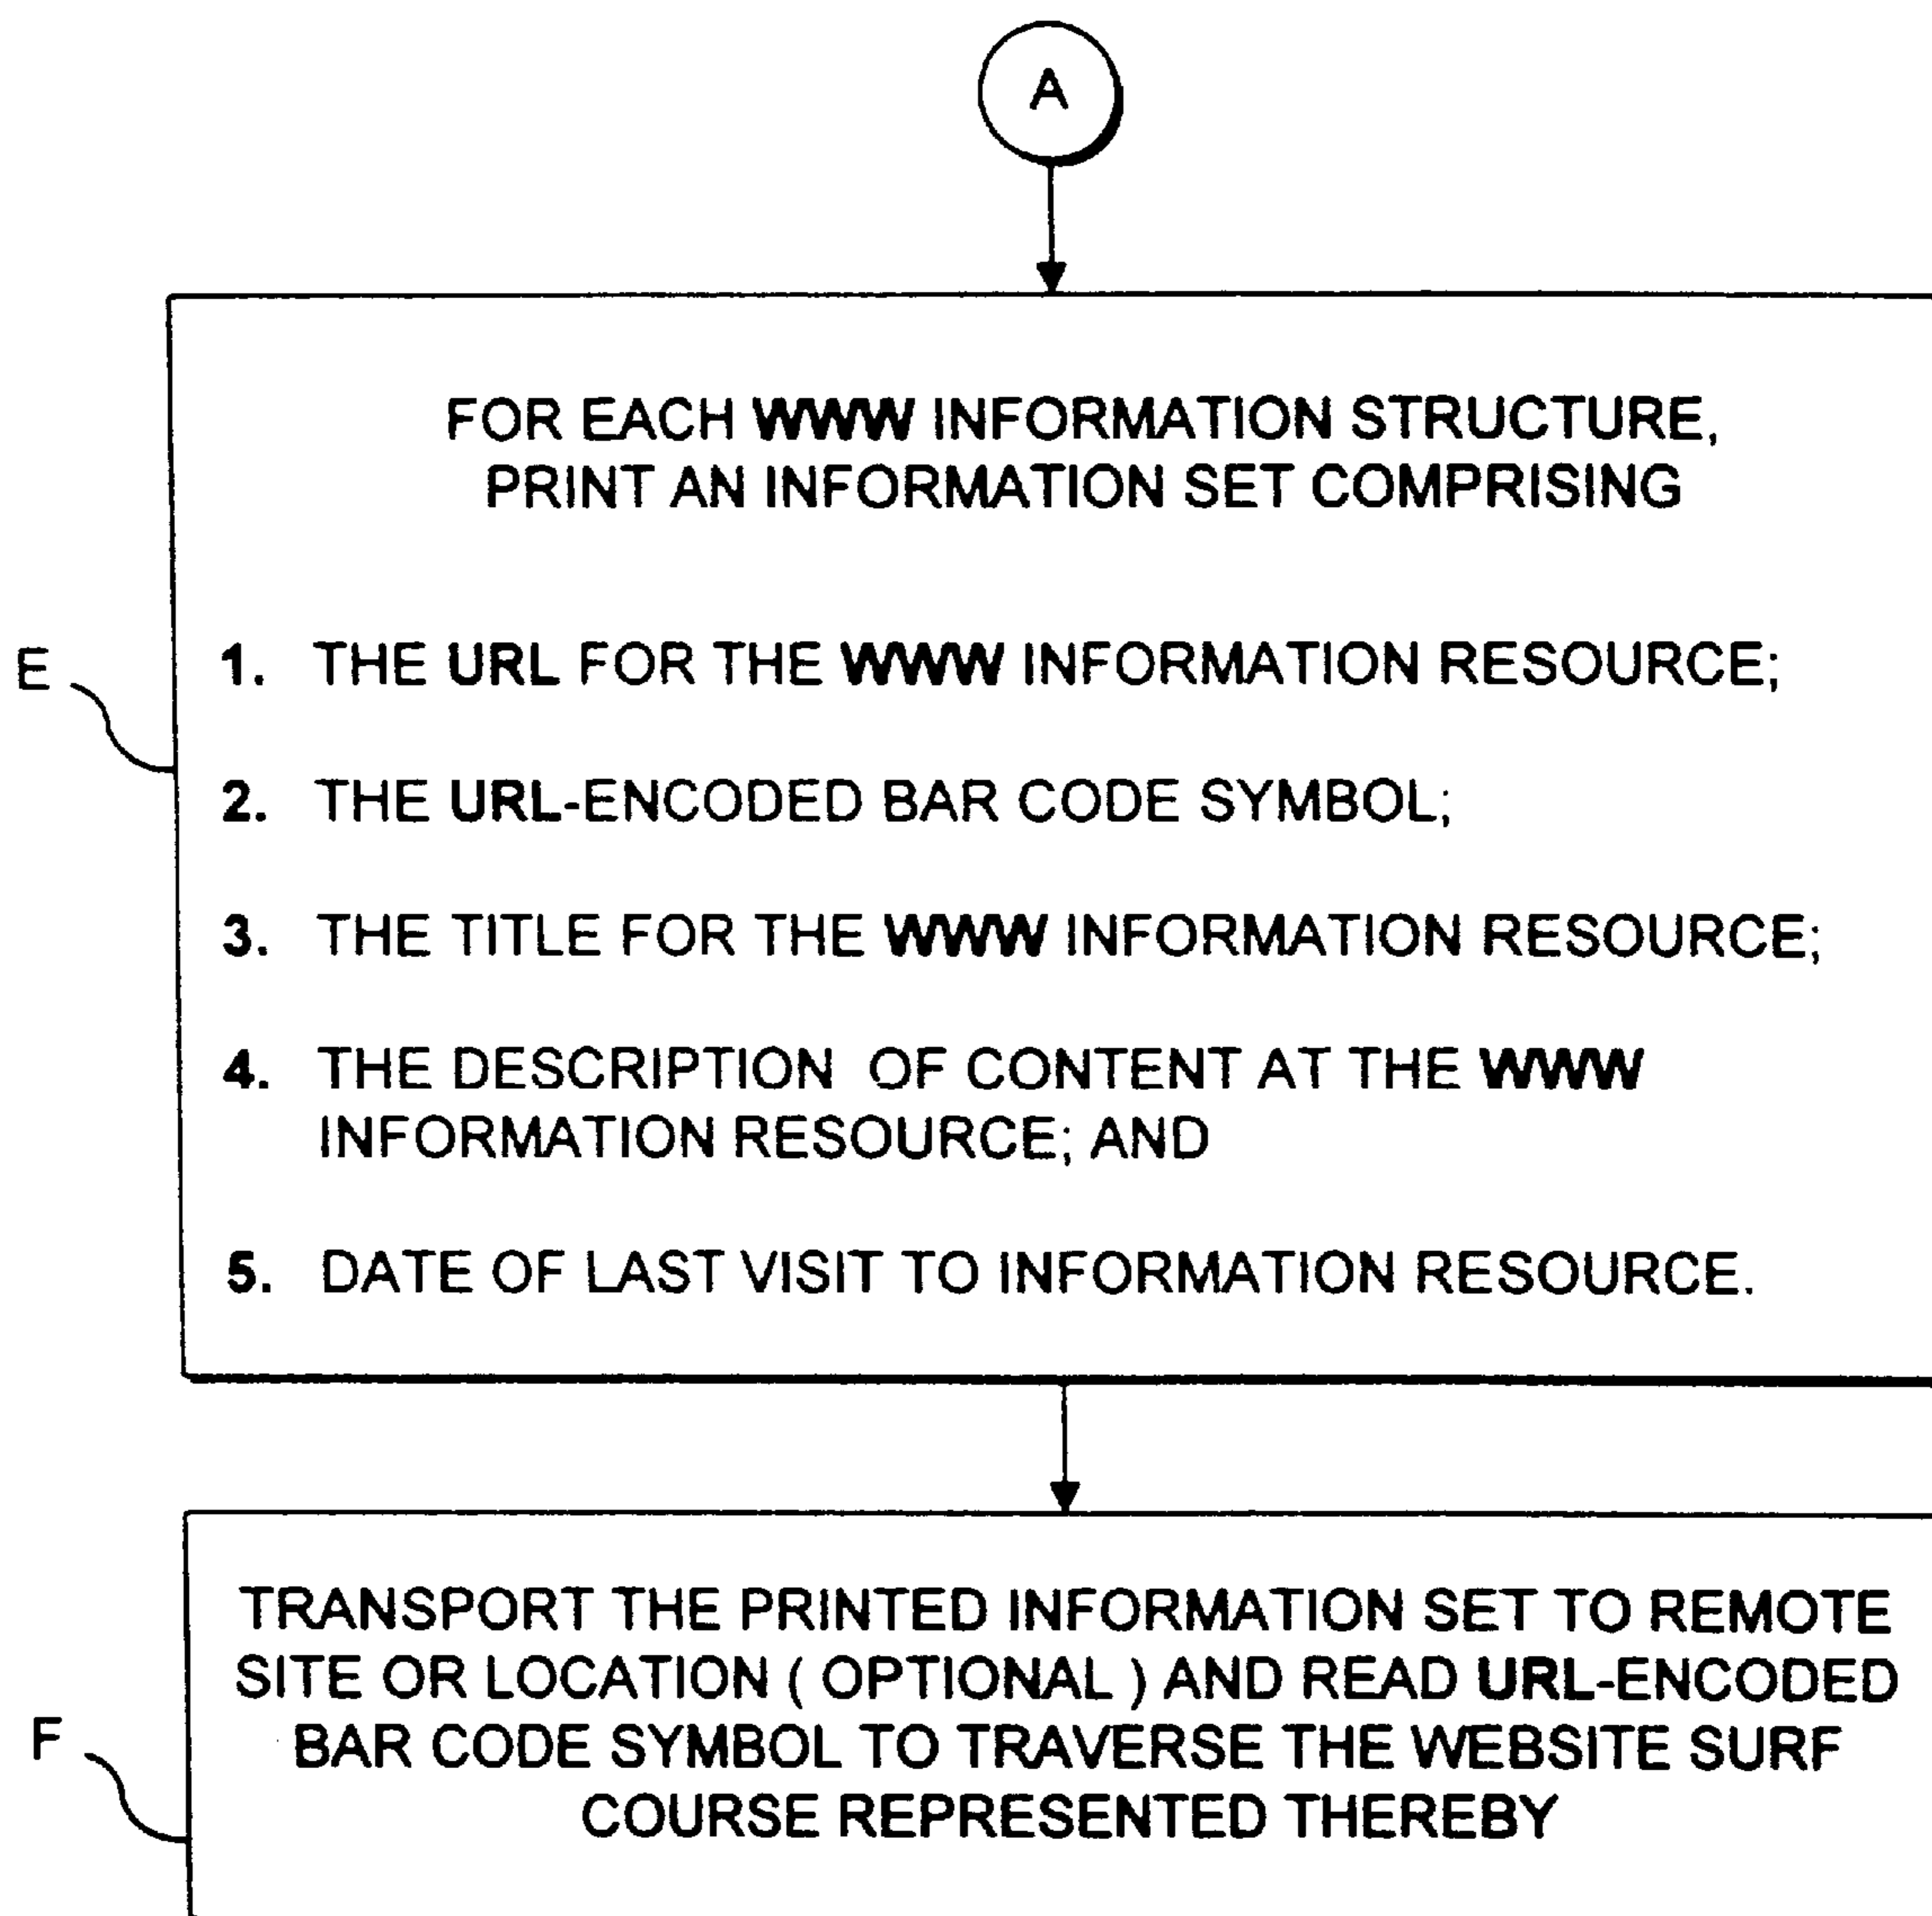 A
FOR EACH WWW INFORMATION STRUCTURE,
PRINT AN INFORMATION SET COMPRISING
E
1. THE URL FOR THE WWW INFORMATION RESOURCE;
2. THE URL-ENCODED BAR CODE SYMBOL;
3. THE TITLE FOR THE WWW INFORMATION RESOURCE;
4. THE DESCRIPTION OF CONTENT AT THE WWW
INFORMATION RESOURCE; AND
5. DATE OF LAST VISIT TO INFORMATION RESOURCE.
TRANSPORT THE PRINTED INFORMATION SET TO REMOTE
SITE OR LOCATION ( OPTIONAL ) AND READ URL-ENCODED
F
BAR CODE SYMBOL TO TRAVERSE THE WEBSITE SURF
COURSE REPRESENTED THEREBY